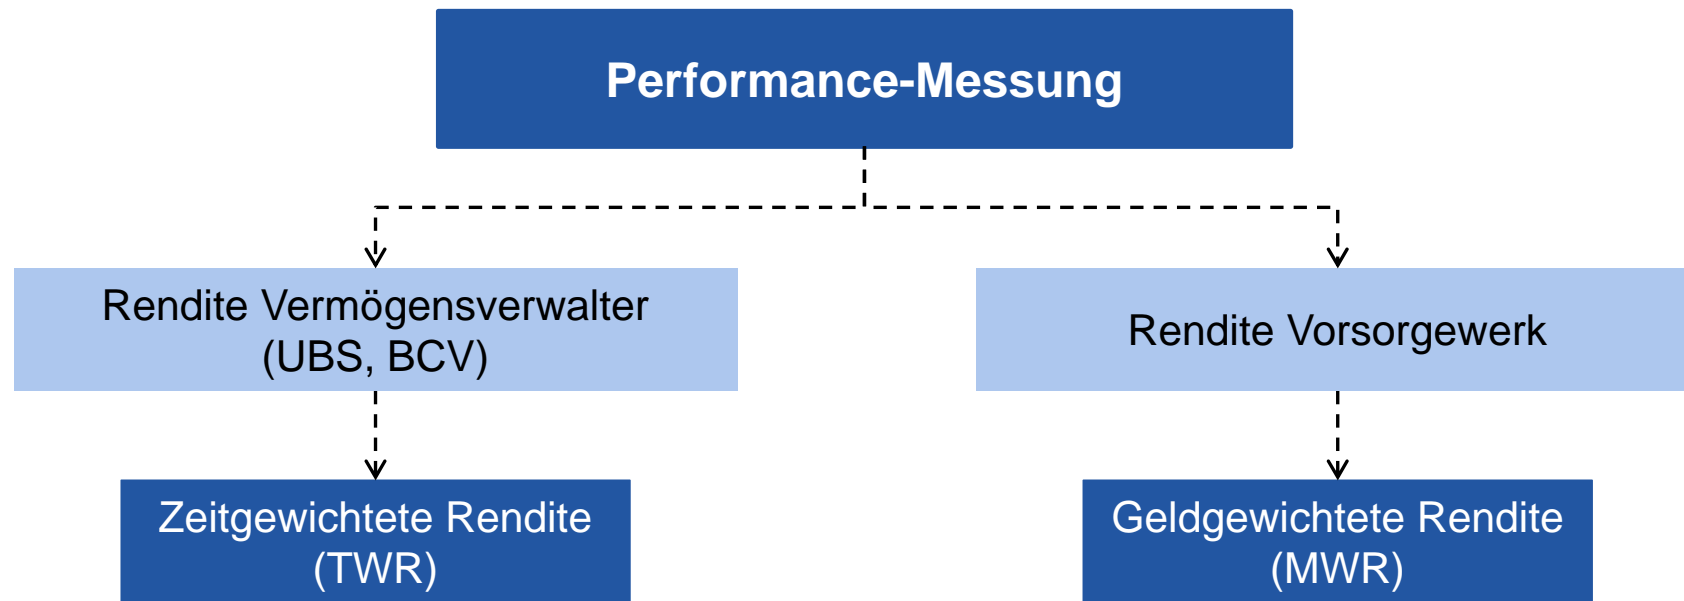 Performance-Messung
Rendite Vermögensverwalter
(UBS, BCV)
Rendite Vorsorgewerk
Zeitgewichtete Rendite
(TWR)
Geldgewichtete Rendite
(MWR)